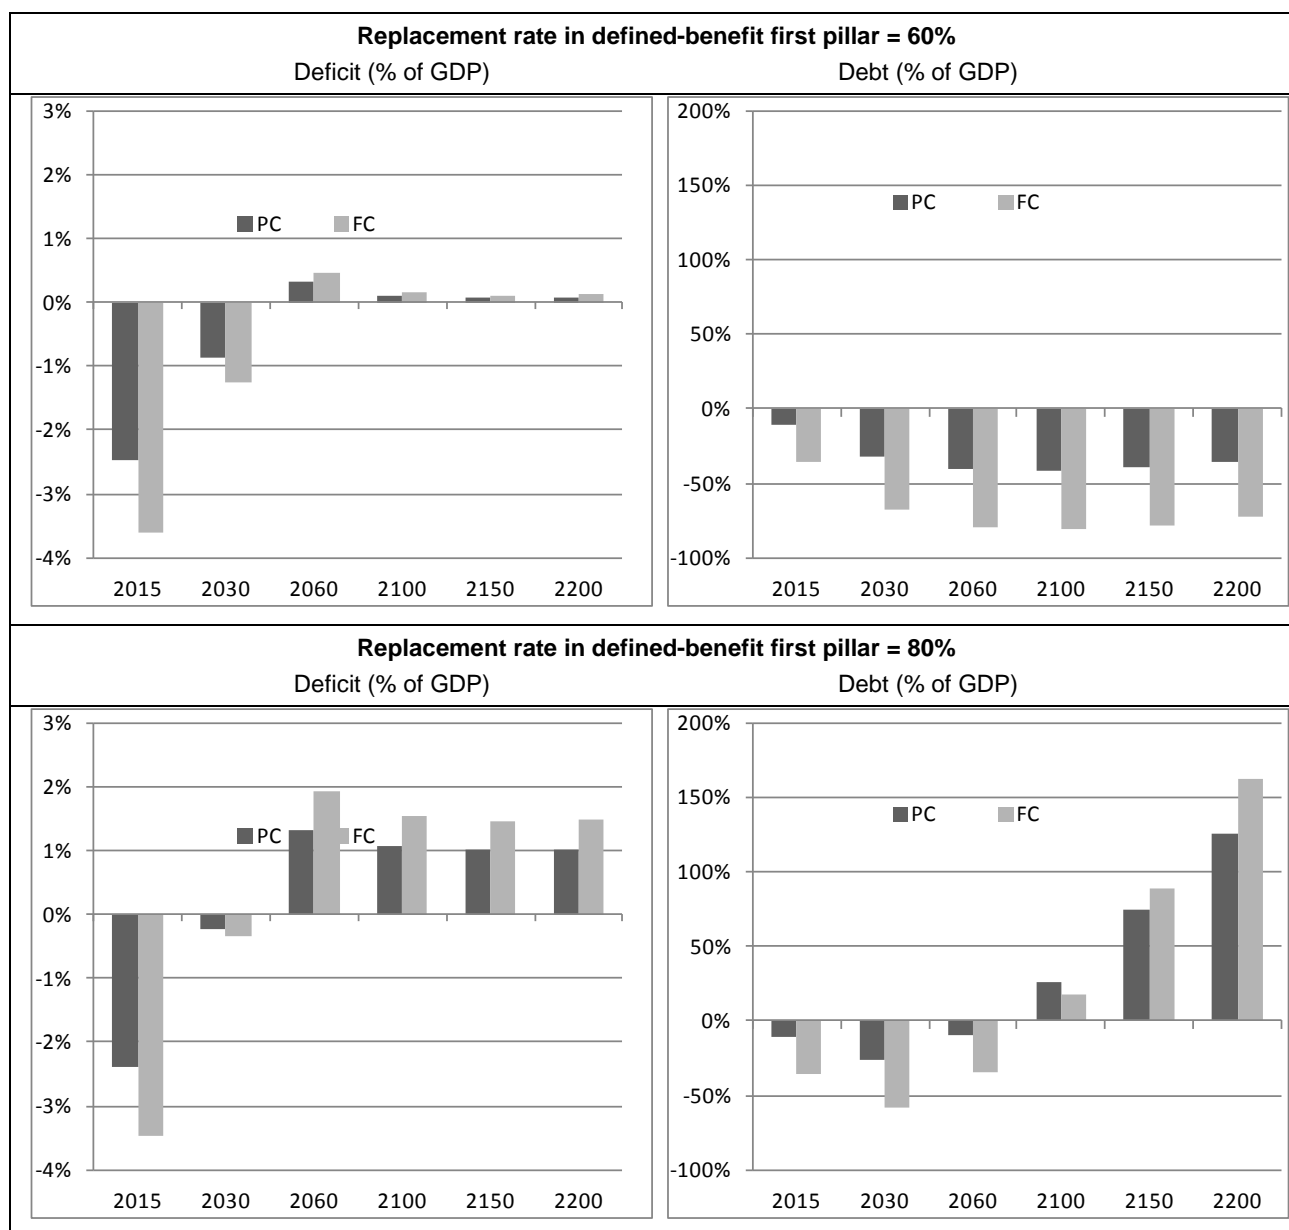 Replacement rate in defined-benefit first pillar = 60%
Deficit (% of GDP) Debt (% of GDP)
3%
2%
1%
0%
-1%
-2%
-3%
-4%
PC FC
2015 2030 2060 2100 2150 2200
200%
150%
100%
50%
0%
-50%
-100%
PC FC
2015 2030 2060 2100 2150 2200
Replacement rate in defined-benefit first pillar = 80%
Deficit (% of GDP) Debt (% of GDP)
3%
2%
1%
0%
-1%
-2%
-3%
-4%
PC FC
2015 2030 2060 2100 2150 2200
200%
150%
100%
50%
0%
-50%
-100%
PC FC
2015 2030 2060 2100 2150 2200